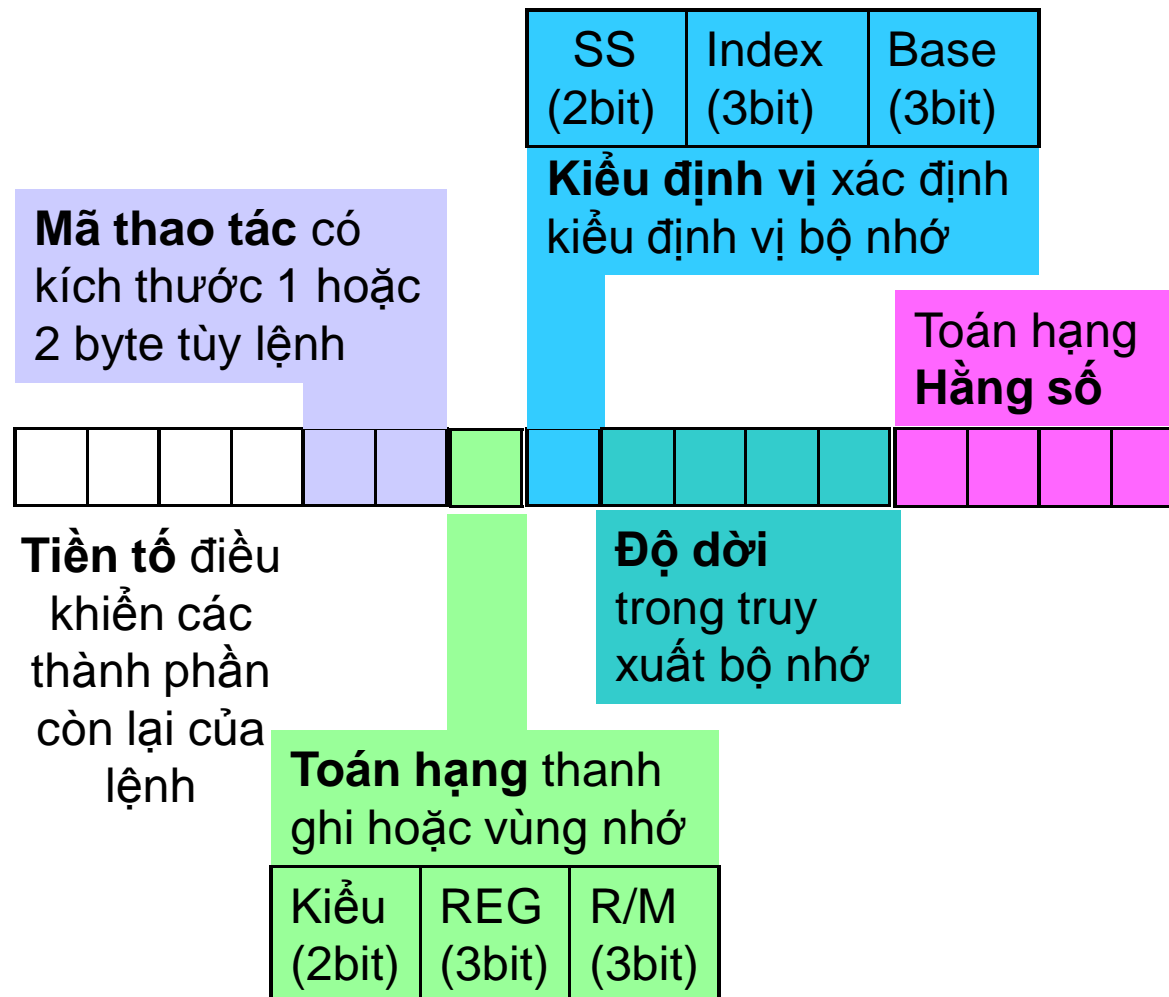 SS Index Base
(2bit) (3bit) (3bit)
Kiểu định vị xác định
kiểu định vị bộ nhớ
Mã thao tác có
kích thước 1 hoặc
2 byte tùy lệnh
Toán hạng
Hằng số
Tiền tố điều
khiển các
thành phần
còn lại của
lệnh
Độ dời
trong truy
xuất bộ nhớ
Toán hạng thanh
ghi hoặc vùng nhớ
Kiểu REG R/M
(2bit) (3bit) (3bit)